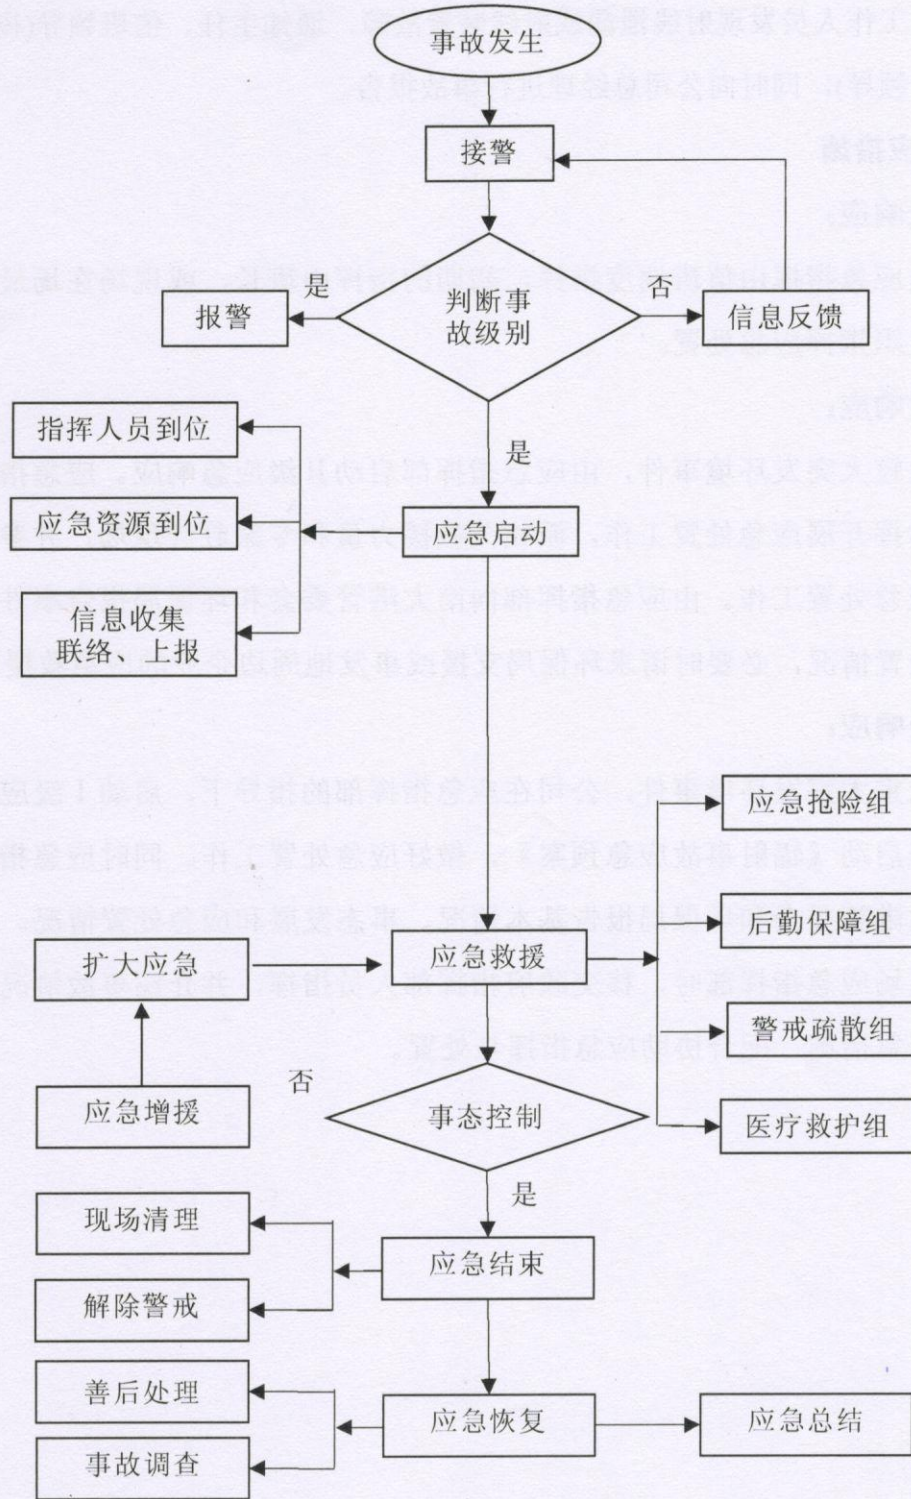 事故发生
接警
是
否
报警
判断事
故级别
信息反馈
指挥人员到位
是
应急资源到位
应急启动
信息收集
联络、上报
应急抢险组
后勤保障组
扩大应急
应急救援
警戒疏散组
否
应急增援
事态控制
医疗救护组
是
现场清理
应急结束
解除警戒
善后处理
应急恢复
应急总结
事故调查